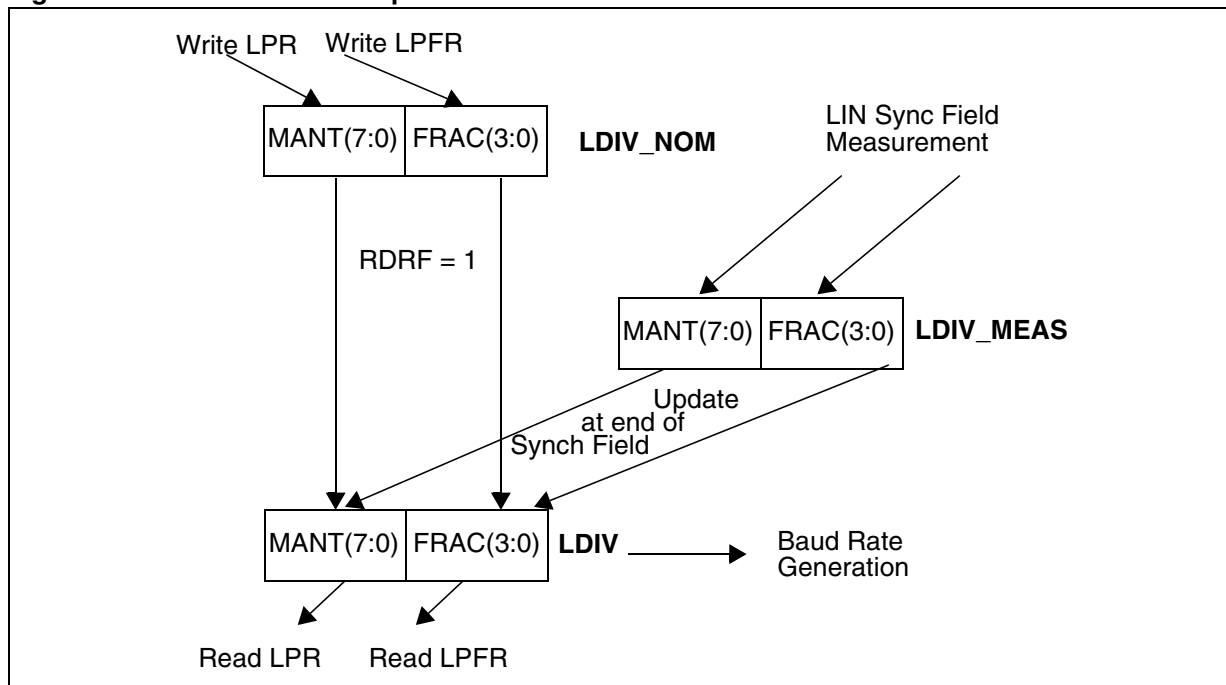 Write LPR Write LPFR
MANT(7:0) FRAC(3:0) LDIV_NOM
LIN Sync Field
Measurement
RDRF = 1
MANT(7:0) FRAC(3:0) LDIV_MEAS
Update
at end of
Synch Field
MANT(7:0) FRAC(3:0) LDIV
Baud Rate
Generation
Read LPR Read LPFR